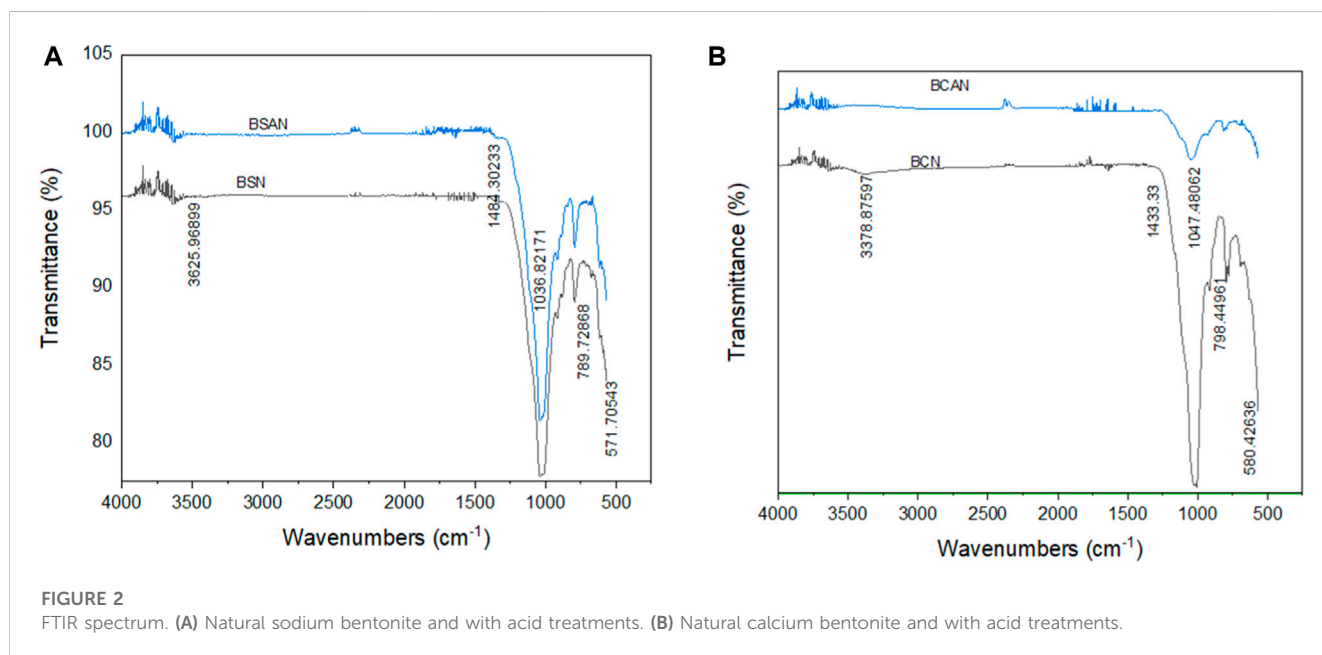 A
105
100
95
90
85
80
Transmittance (%)
BSAN
BSN
3625.96899
1484.30233
1036.82171
789.72868
571.70543
4000 3500 3000 2500 2000 1500 1000 500
Wavenumbers (cm-1)
B
Transmittance (%)
BCAN
BCN
3378.87597
1433.33
1047.48062
798.44961
580.42636
4000 3500 3000 2500 2000 1500 1000 500
Wavenumbers (cm-1)
FIGURE 2
FTIR spectrum. (A) Natural sodium bentonite and with acid treatments. (B) Natural calcium bentonite and with acid treatments.